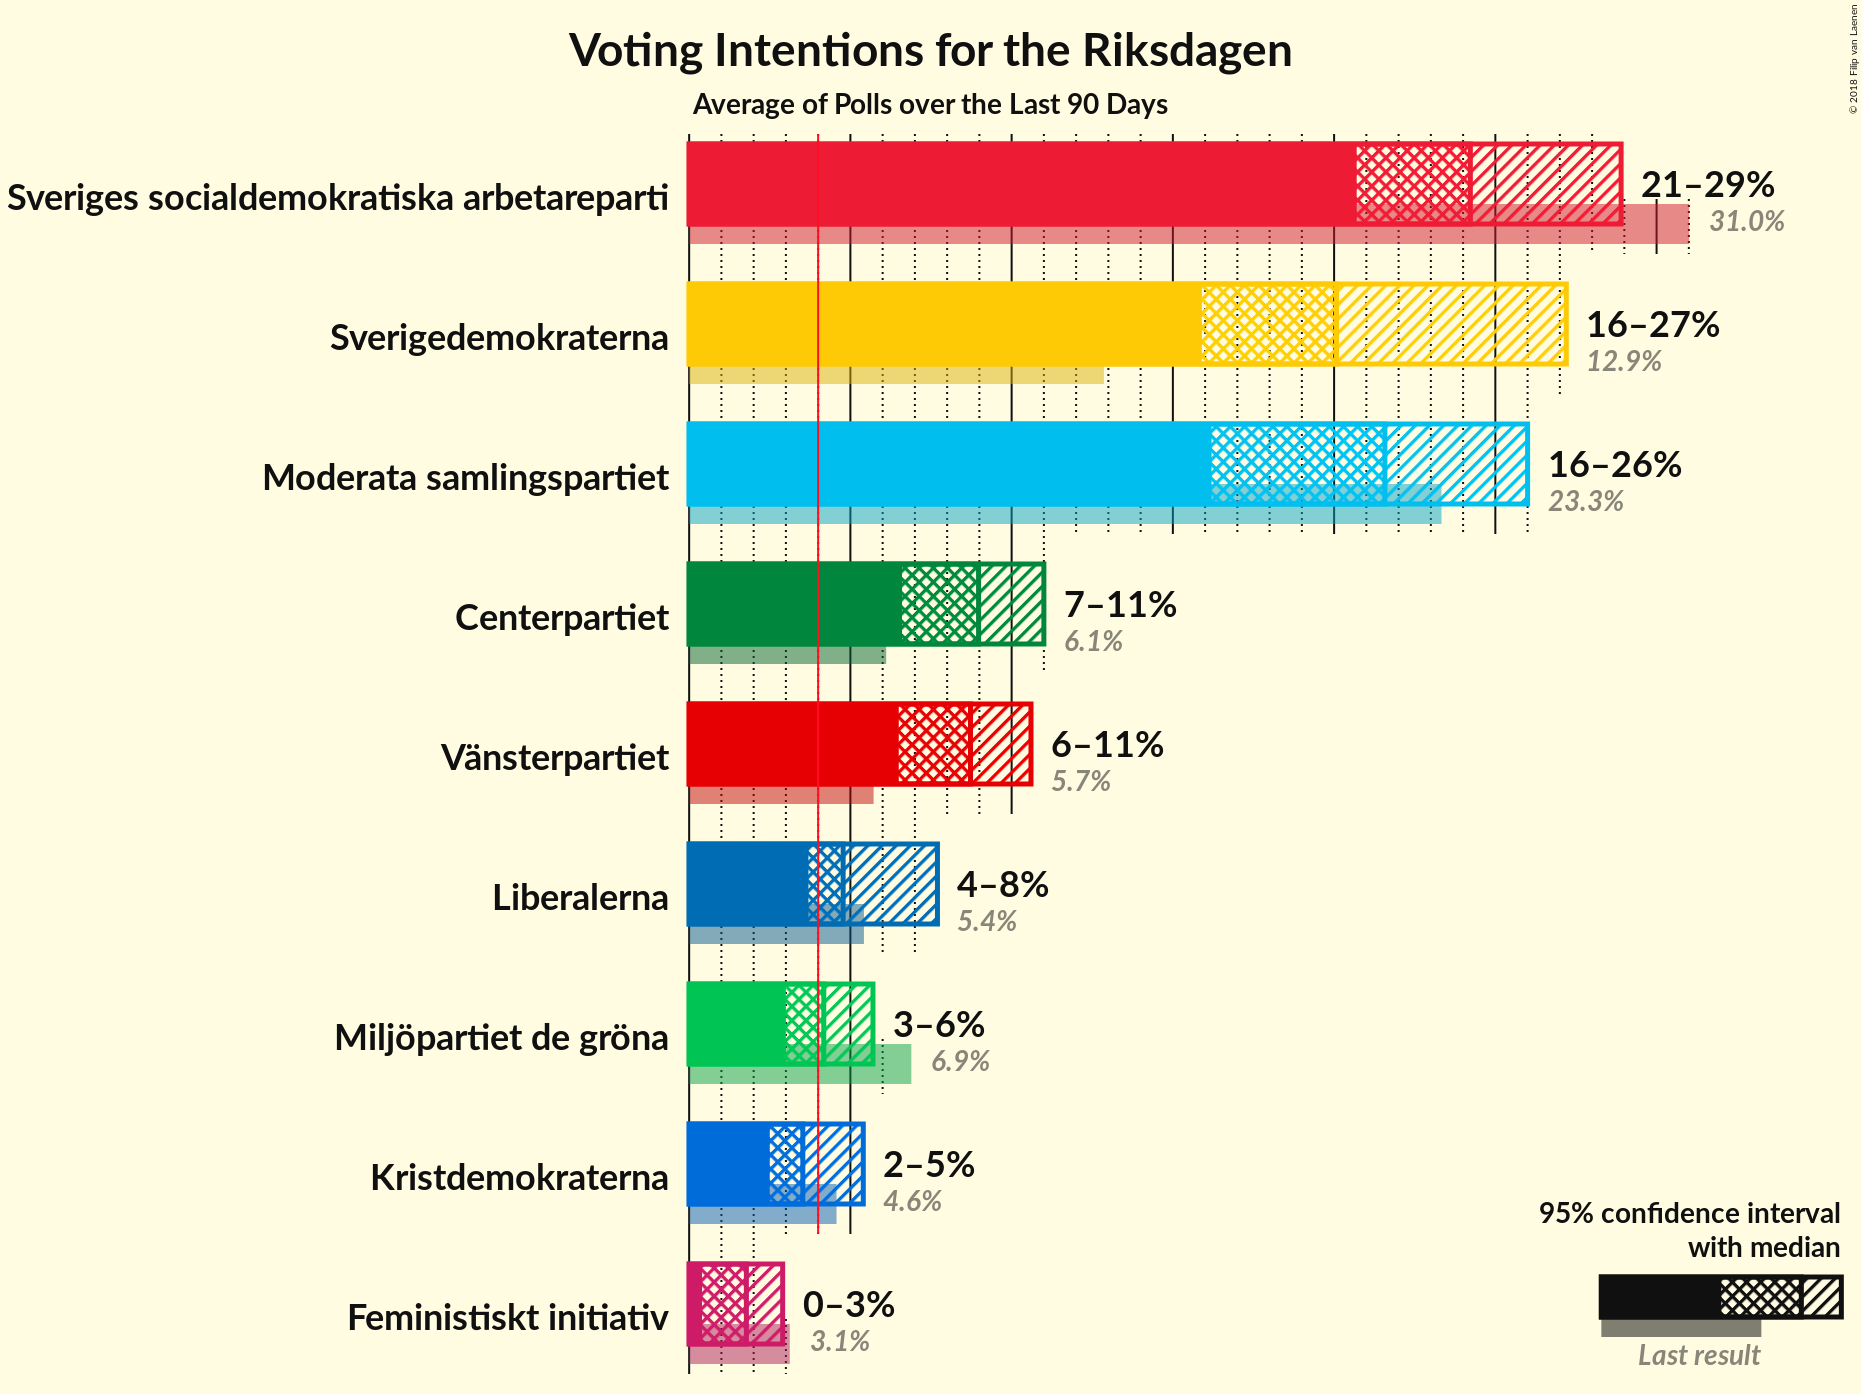 Voting Intentions for the Riksdagen
Average of Polls over the Last 90 Days
© 2018 Filip van Laenen
Sveriges socialdemokratiska arbetareparti
21–29%
31.0%
Sverigedemokraterna
16–27%
12.9%
Moderata samlingspartiet
16–26%
23.3%
Centerpartiet
7–11%
6.1%
Vänsterpartiet
6–11%
5.7%
Liberalerna
4–8%
5.4%
Miljöpartiet de gröna
3–6%
6.9%
Kristdemokraterna
2–5%
4.6%
Feministiskt initiativ
0–3%
3.1%
95% confidence interval
with median
Last result